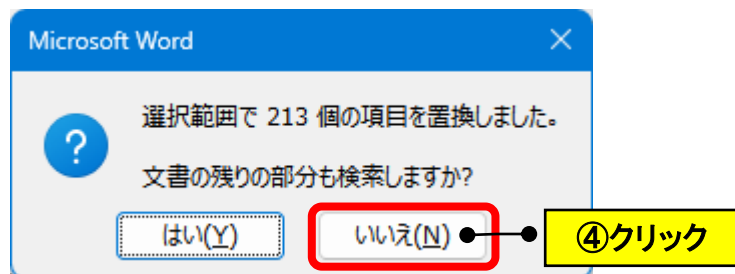 Microsoft Word
選択範囲で 213 個の項目を置換しました。
文書の残りの部分も検索しますか?
はい(Y)
いいえ(N)
④クリック